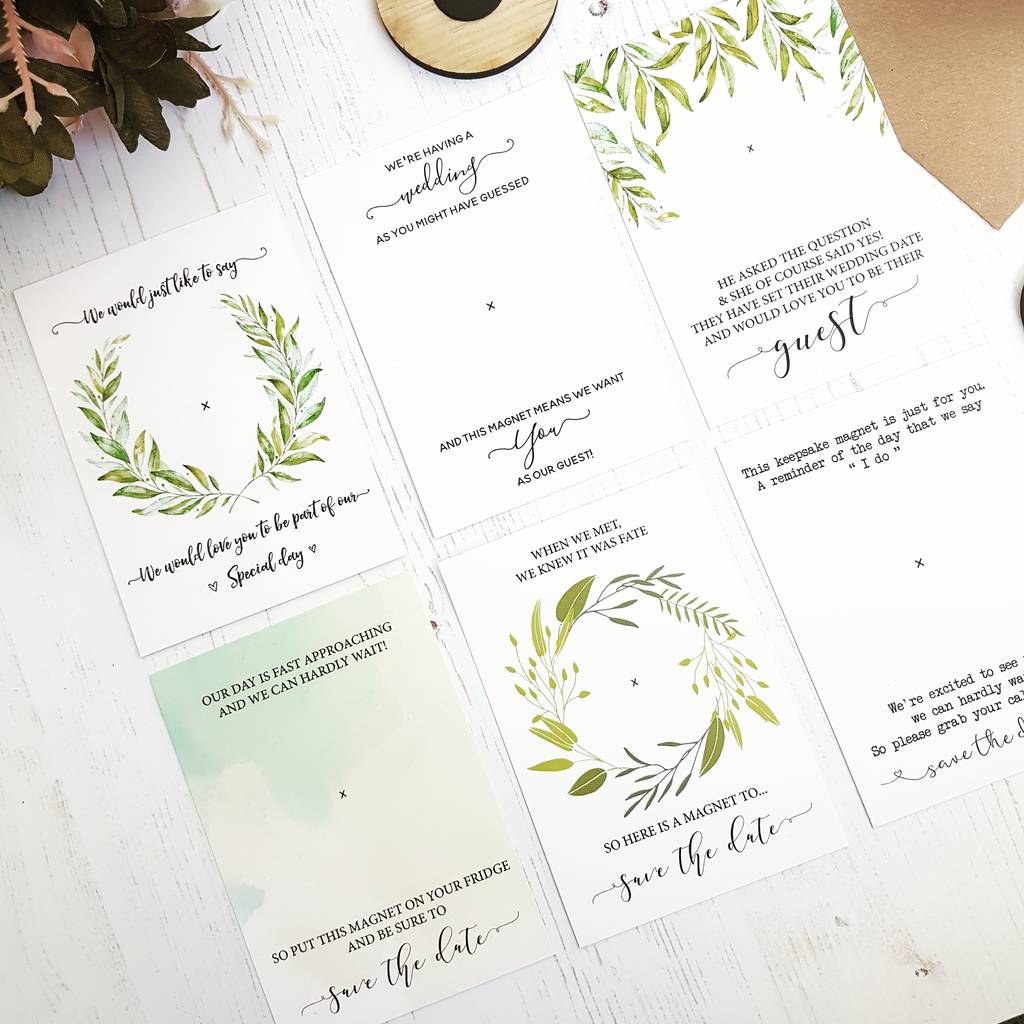 We would just like to say
x
We would love you to be part of our
Special day
WE'RE HAVING A
wedding
AS YOU MIGHT HAVE GUESSED
x
AND THIS MAGNET MEANS WE WANT
You
AS OUR GUEST!
x
HE ASKED THE QUESTION
& SHE OF COURSE SAID YES!
THEY HAVE SET THEIR WEDDING DATE
AND WOULD LOVE YOU TO BE THEIR
guest
OUR DAY IS FAST APPROACHING
AND WE CAN HARDLY WAIT!
x
SO PUT THIS MAGNET ON YOUR FRIDGE
AND BE SURE TO
save the date
WHEN WE MET,
WE KNEW IT WAS FATE
x
SO HERE IS A MAGNET TO...
save the date
This keepsake magnet is just for you.
A reminder of the day that we say
" I do "
x
We're excited to see
we can hardly
So please grab your
save the